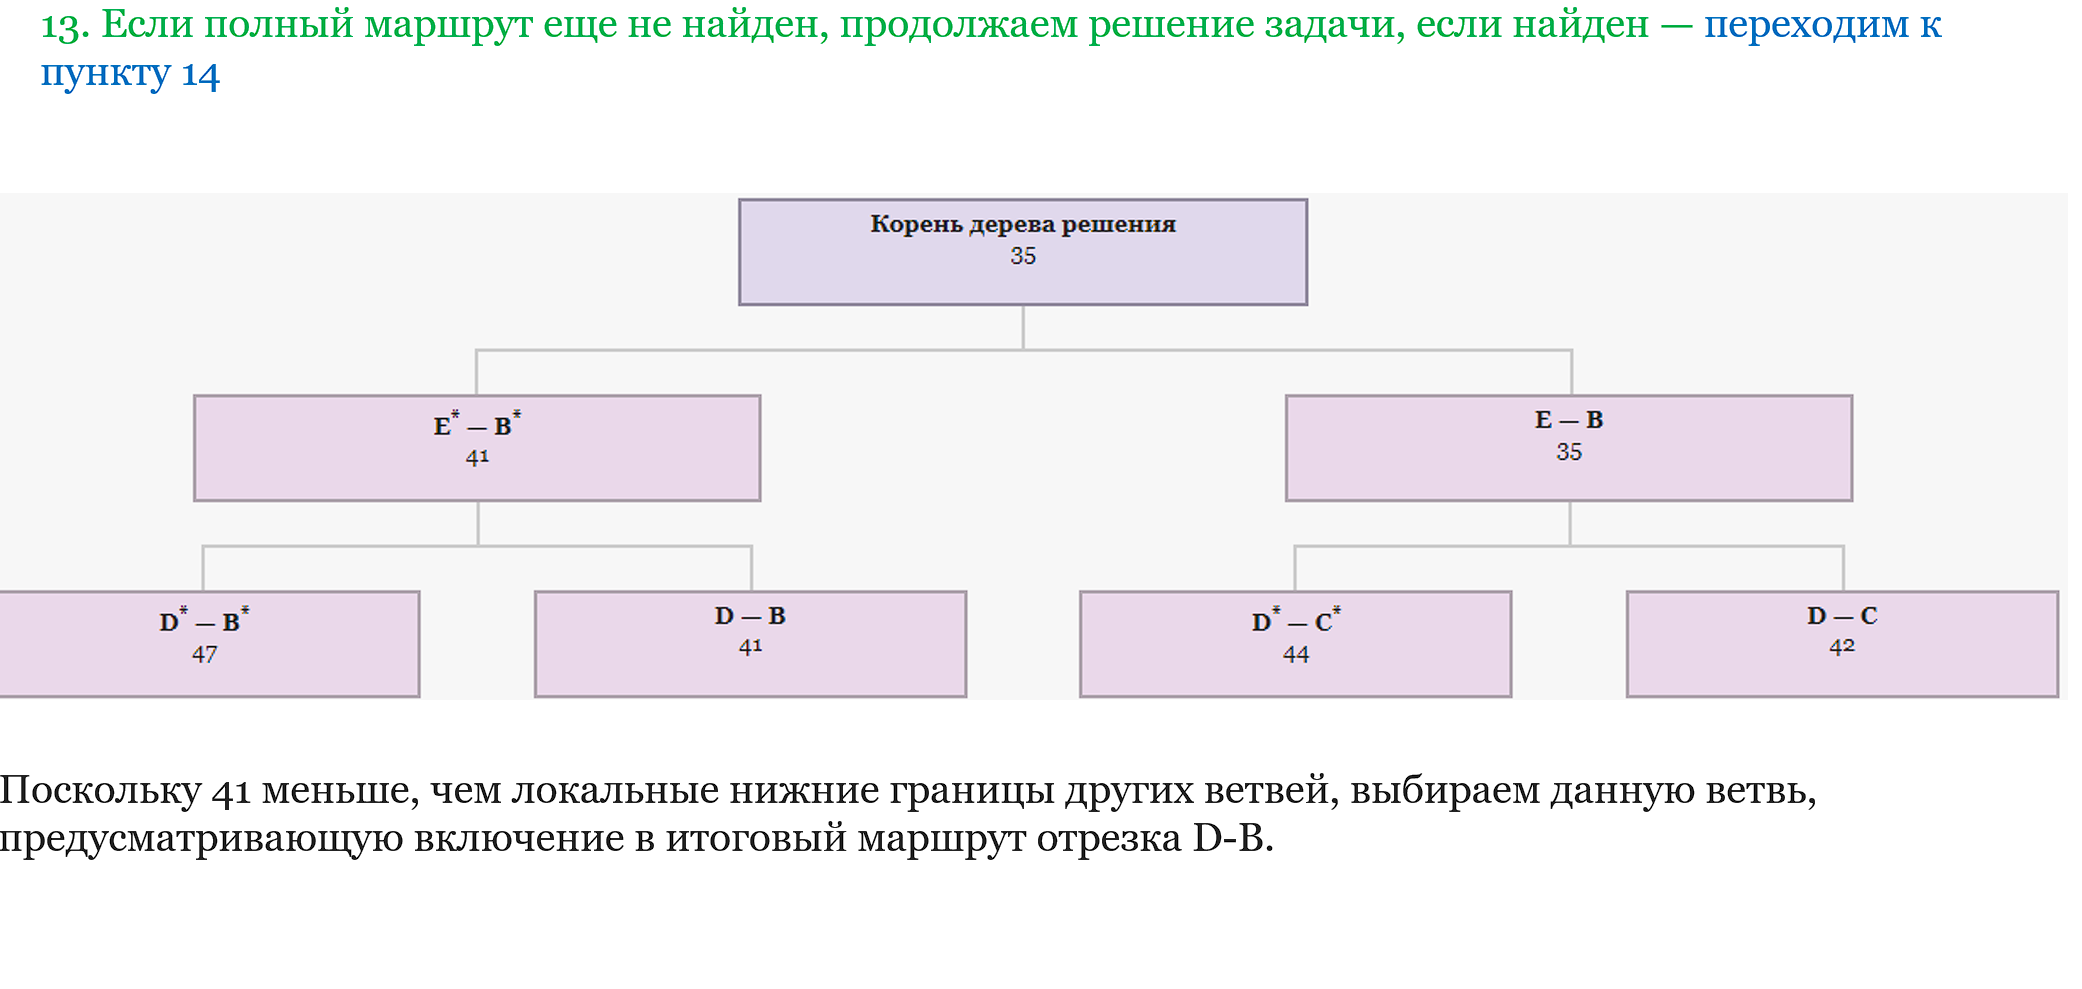 13. Если полный маршрут еще не найден, продолжаем решение задачи, если найден — переходим к
пункту 14
Корень дерева решения
35
E* — B*
41
E — B
35
D* — B*
47
D — B
41
D* — C*
44
D — C
42
Поскольку 41 меньше, чем локальные нижние границы других ветвей, выбираем данную ветвь,
предусматривающую включение в итоговый маршрут отрезка D-B.